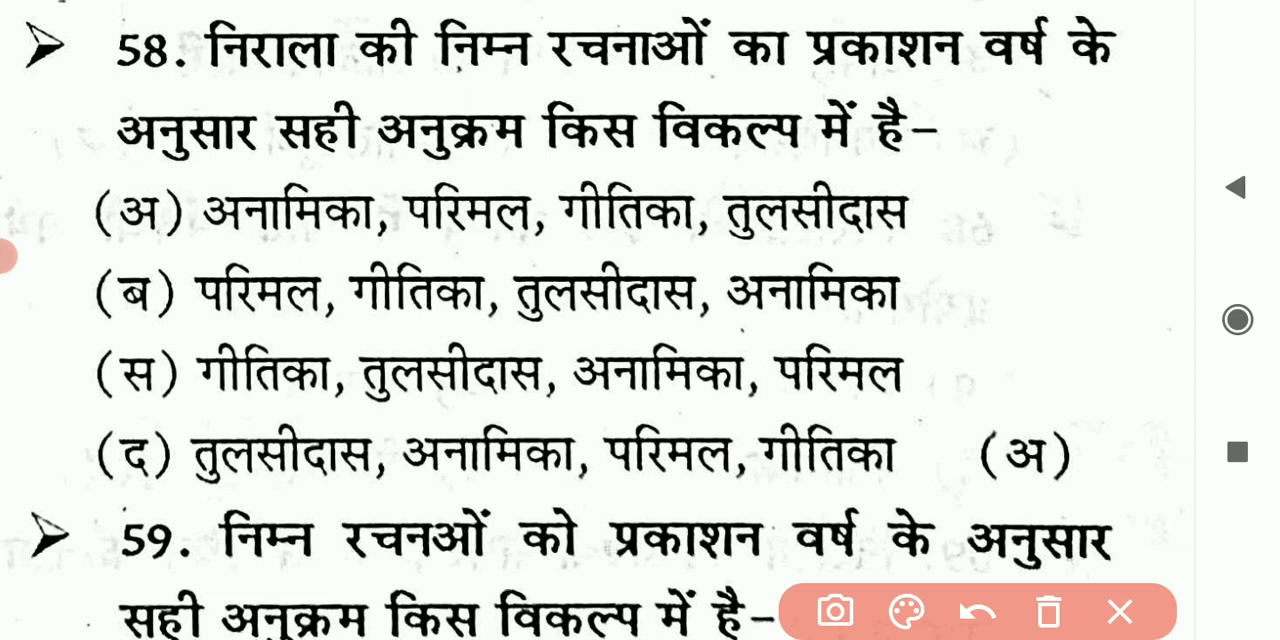 58. निराला की निम्न रचनाओं का प्रकाशन वर्ष के
अनुसार सही अनुक्रम किस विकल्प में है-
(अ) अनामिका, परिमल, गीतिका, तुलसीदास
(ब) परिमल, गीतिका, तुलसीदास, अनामिका
(स) गीतिका, तुलसीदास, अनामिका, परिमल
(द) तुलसीदास, अनामिका, परिमल, गीतिका (अ)
59. निम्न रचनओं को प्रकाशन वर्ष के अनुसार
सही अनुक्रम किस विकल्प में है-